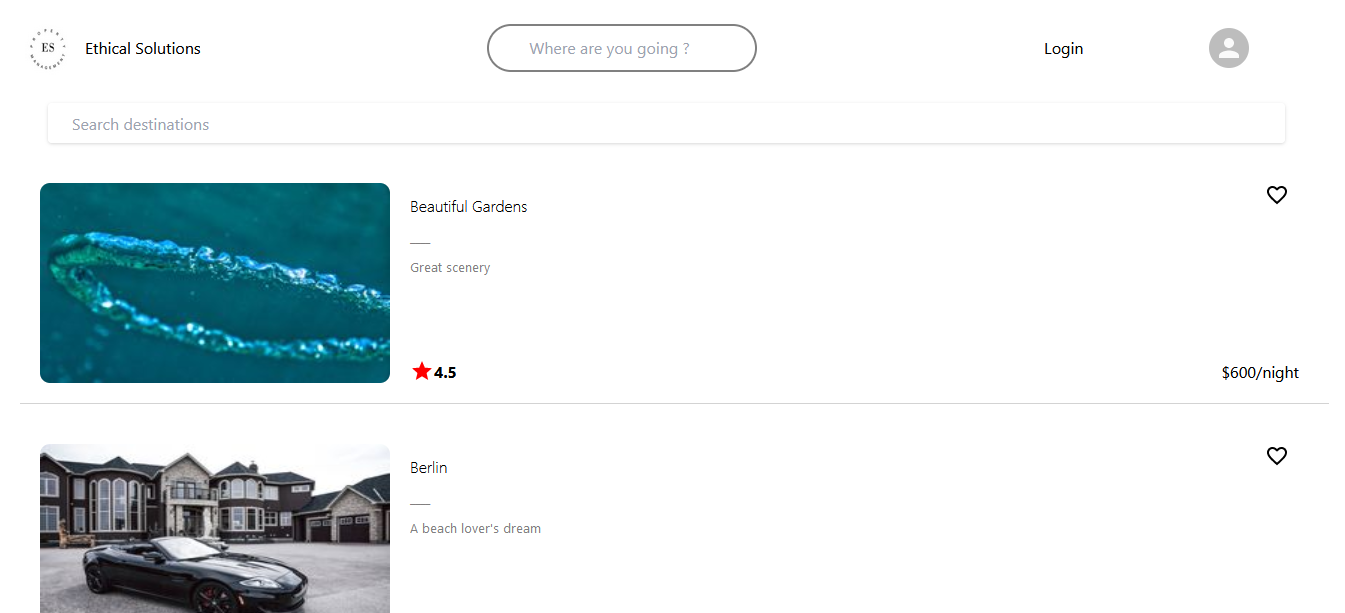 ES
Ethical Solutions
Where are you going ?
Login
Search destinations
Beautiful Gardens
Great scenery
4.5
$600/night
Berlin
A beach lover's dream